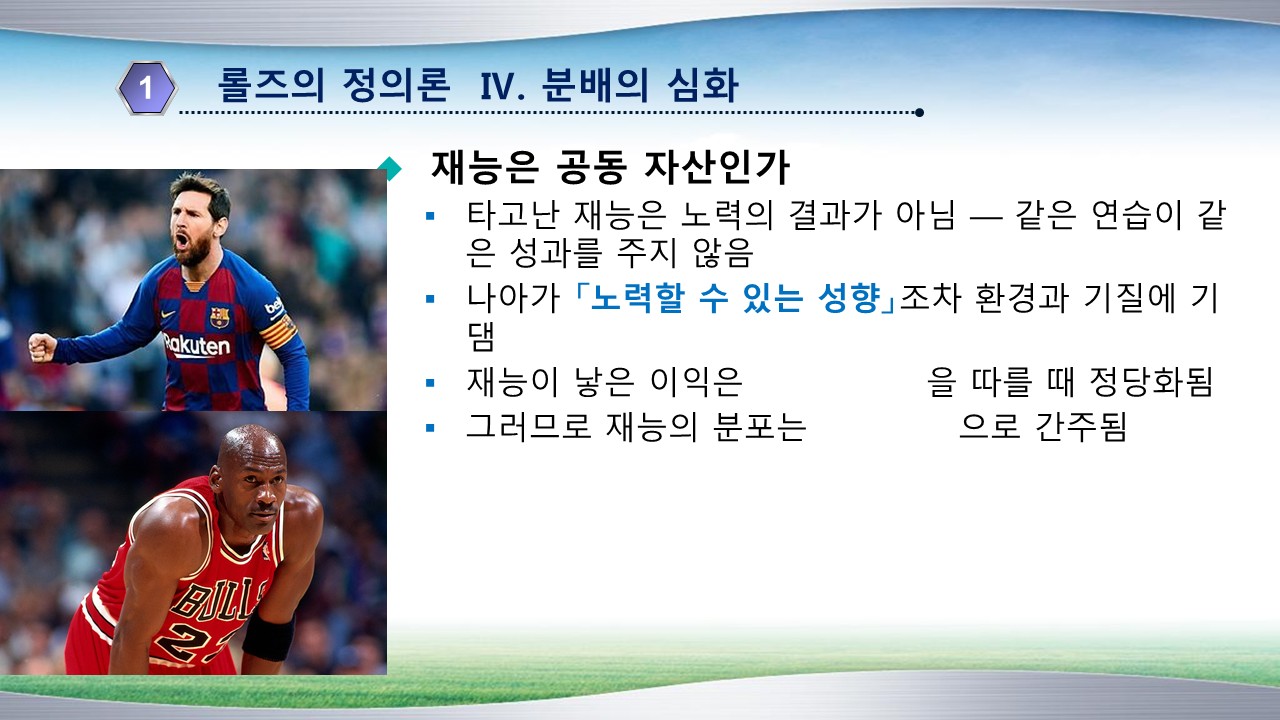 1
롤즈의 정의론 Ⅳ. 분배의 심화
재능은 공동 자산인가
타고난 재능은 노력의 결과가 아님 — 같은 연습이 같
은 성과를 주지 않음
나아가 「노력할 수 있는 성향」조차 환경과 기질에 기
댐
재능이 낳은 이익은 을 따를 때 정당화됨
그러므로 재능의 분포는 으로 간주됨
Rakuten
BULLS